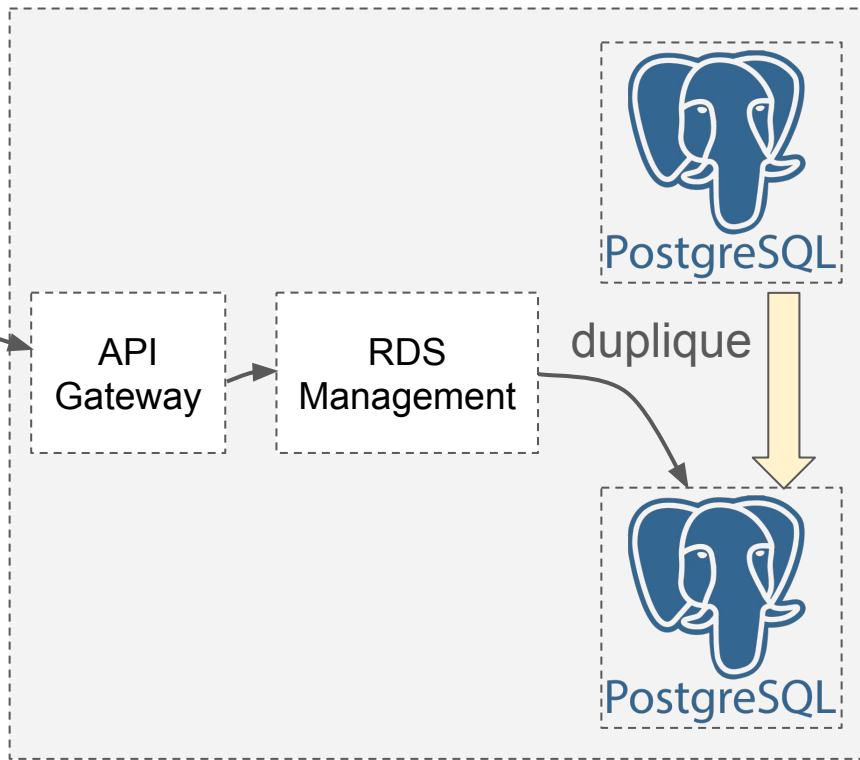 PostgreSQL
API
Gateway
RDS
Management
duplique
PostgreSQL